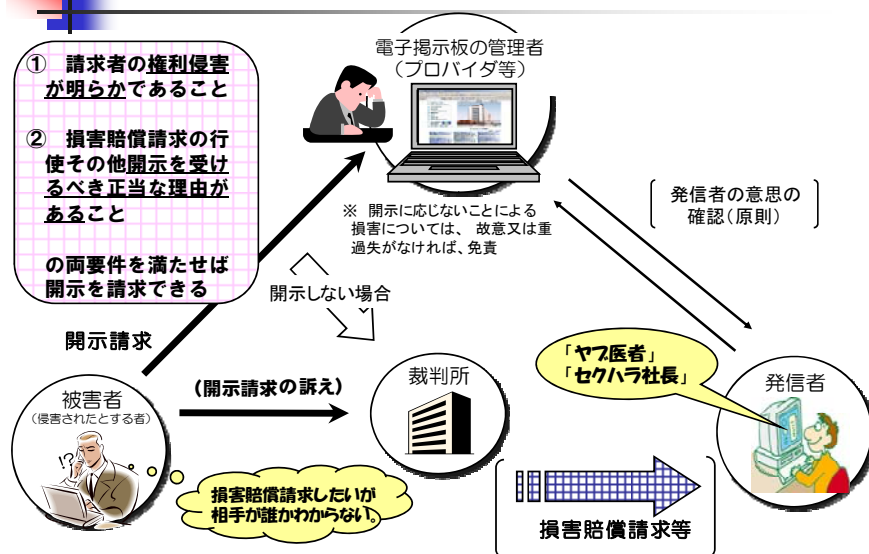 ① 請求者の権利侵害
が明らかであること
② 損害賠償請求の行
使その他開示を受け
るべき正当な理由が
あること
の両要件を満たせば
開示を請求できる
電子掲示板の管理者
(プロバイダ等)
※ 開示に応じないことによる
損害については、 故意又は重
過失がなければ、免責
発信者の意思の
確認(原則)
開示しない場合
開示請求
「ヤブ医者」
「セクハラ社長」
被害者
(侵害されたとする者)
!?
(開示請求の訴え)
裁判所
発信者
損害賠償請求したいが
相手が誰かわからない。
損害賠償請求等